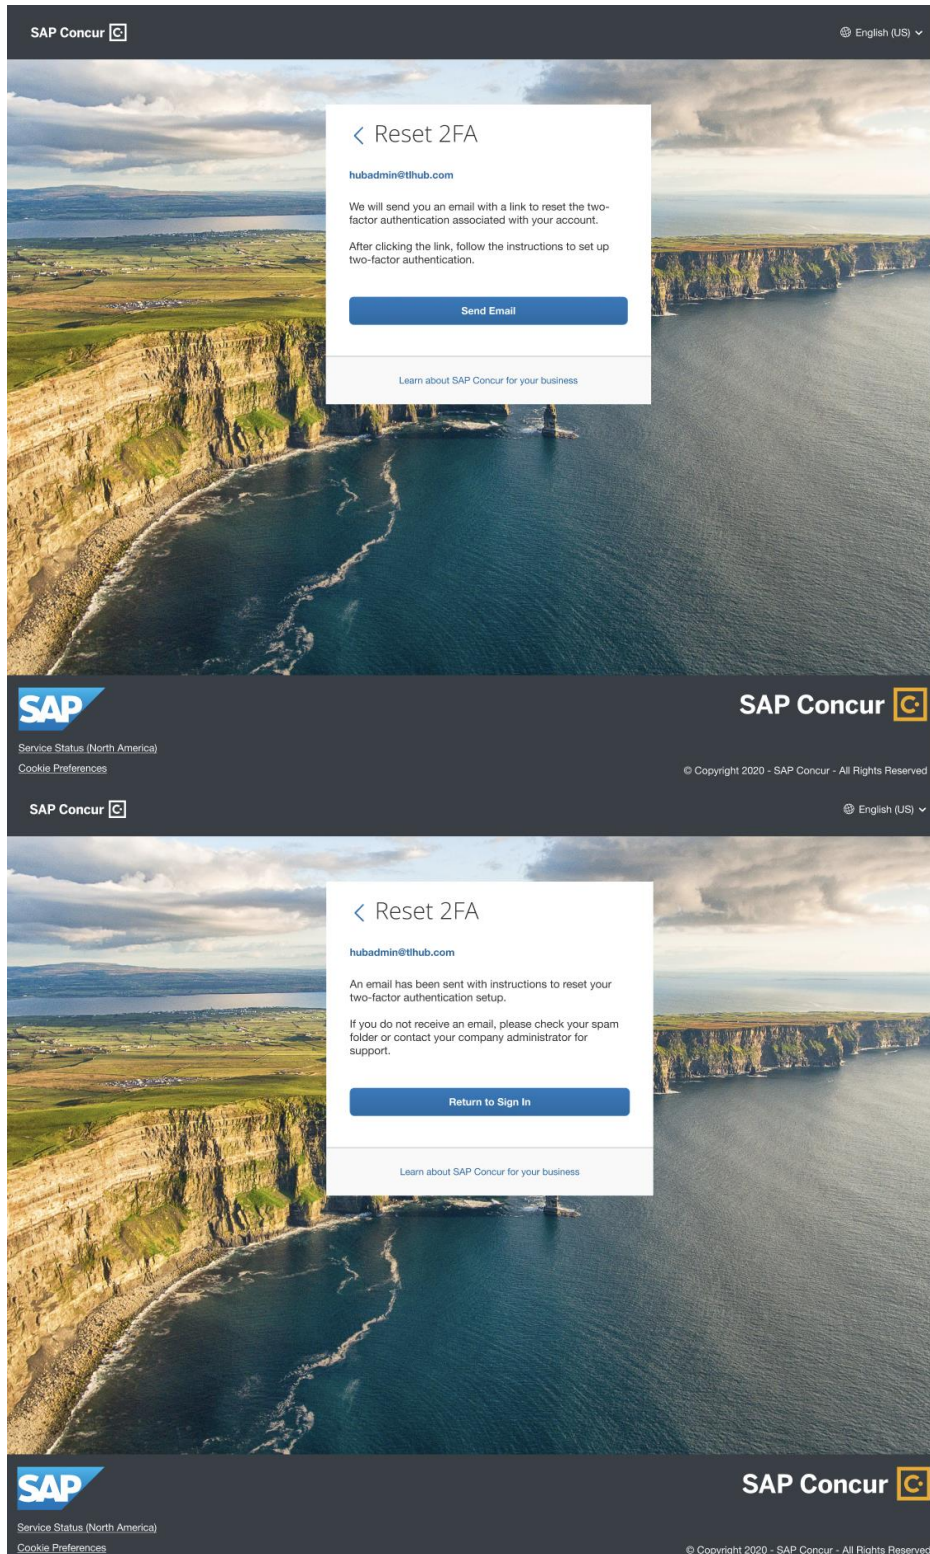 SAP Concur C
English (US)
Reset 2FA
hubadmin@tlhub.com
We will send you an email with a link to reset the two-
factor authentication associated with your account.
After clicking the link, follow the instructions to set up
two-factor authentication.
Send Email
Learn about SAP Concur for your business
SAP
SAP Concur C
Service Status (North America)
Cookie Preferences
© Copyright 2020 - SAP Concur - All Rights Reserved
SAP Concur C
English (US)
Reset 2FA
hubadmin@tlhub.com
An email has been sent with instructions to reset your
two-factor authentication setup.
If you do not receive an email, please check your spam
folder or contact your company administrator for
support.
Return to Sign In
Learn about SAP Concur for your business
SAP
SAP Concur C
Service Status (North America)
Cookie Preferences
© Copyright 2020 - SAP Concur - All Rights Reserved